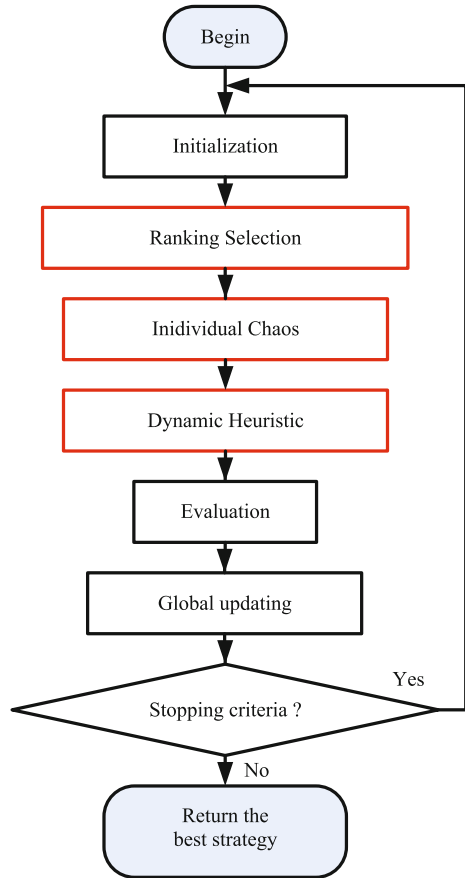 Begin
Initialization
Ranking Selection
Inidividual Chaos
Dynamic Heuristic
Evaluation
Global updating
Stopping criteria ?
Yes
No
Return the
best strategy